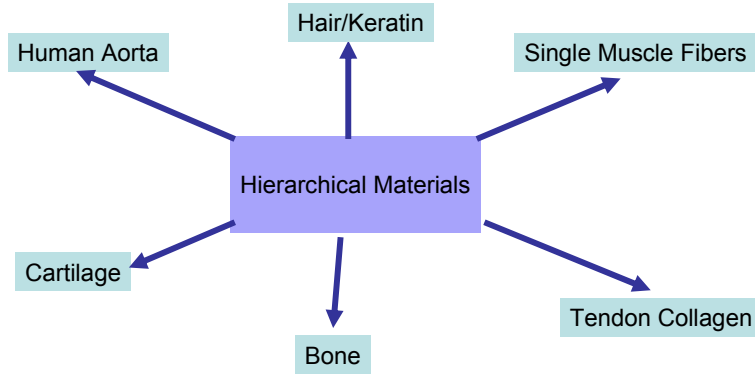 Hair/Keratin
Human Aorta
Single Muscle Fibers
Hierarchical Materials
Cartilage
Tendon Collagen
Bone